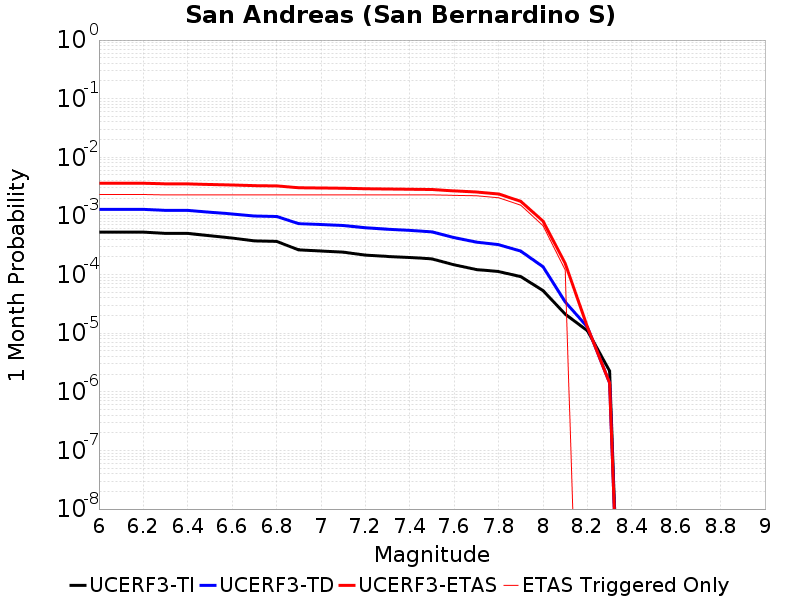 San Andreas (San Bernardino S)
10^0
10^-1
10^-2
10^-3
10^-4
10^-5
10^-6
10^-7
10^-8
1 Month Probability
6 6.2 6.4 6.6 6.8 7 7.2 7.4 7.6 7.8 8 8.2 8.4 8.6 8.8 9
Magnitude
UCERF3-TI UCERF3-TD UCERF3-ETAS ETAS Triggered Only